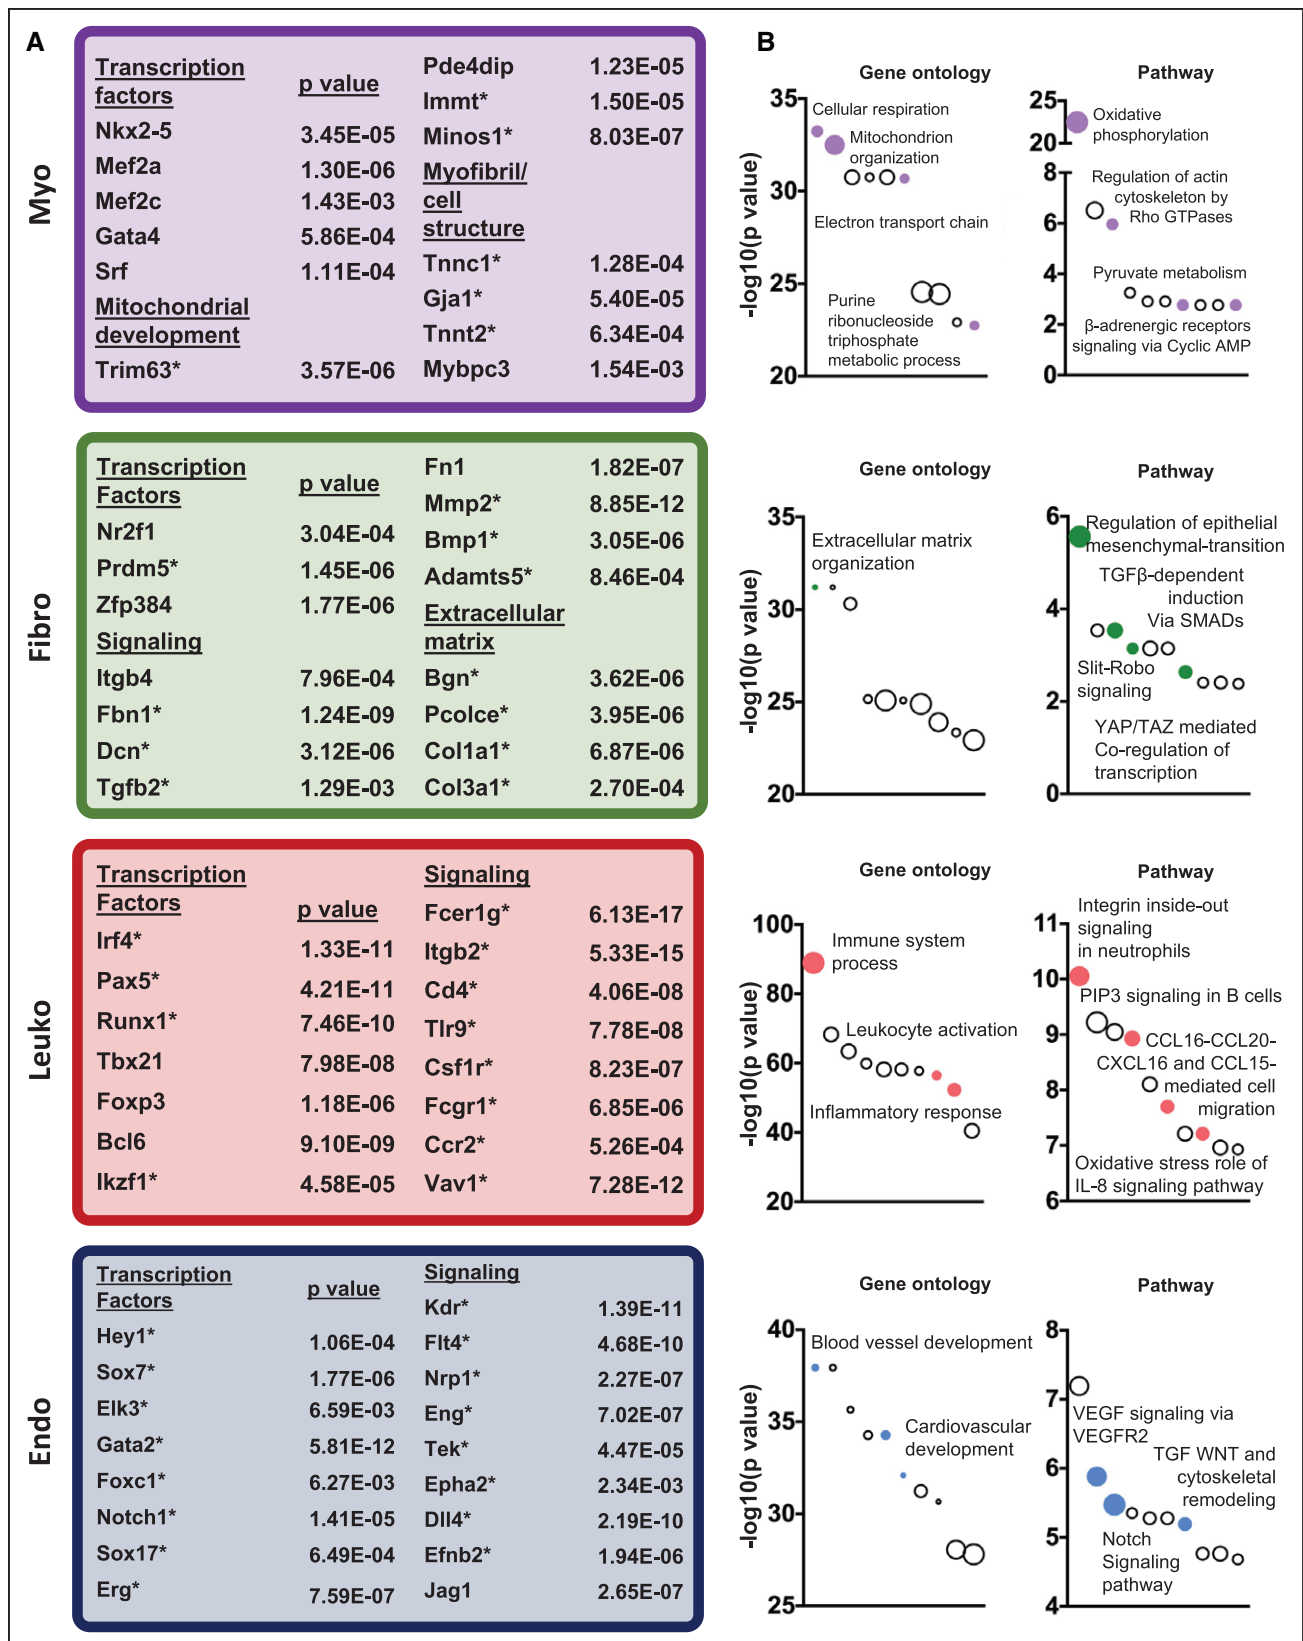 A
Myo
Transcription
factors
p value
Nkx2-5 3.45E-05
Mef2a 1.30E-06
Mef2c 1.43E-03
Gata4 5.86E-04
Srf 1.11E-04
Mitochondrial
development
Trim63* 3.57E-06
Pde4dip 1.23E-05
Immt* 1.50E-05
Minos1* 8.03E-07
Myofibril/
cell
structure
Tnnc1* 1.28E-04
Gja1* 5.40E-05
Tnnt2* 6.34E-04
Mybpc3 1.54E-03
Fibro
Transcription
Factors
p value
Nr2f1 3.04E-04
Prdm5* 1.45E-06
Zfp384 1.77E-06
Signaling
Itgb4 7.96E-04
Fbn1* 1.24E-09
Dcn* 3.12E-06
Tgfb2* 1.29E-03
Fn1 1.82E-07
Mmp2* 8.85E-12
Bmp1* 3.05E-06
Adamts5* 8.46E-04
Extracellular
matrix
Bgn* 3.62E-06
Pcolce* 3.95E-06
Col1a1* 6.87E-06
Col3a1* 2.70E-04
Leuko
Transcription
Factors
p value
Irf4* 1.33E-11
Pax5* 4.21E-11
Runx1* 7.46E-10
Tbx21 7.98E-08
Foxp3 1.18E-06
Bcl6 9.10E-09
Ikzf1* 4.58E-05
Signaling
Fcer1g* 6.13E-17
Itgb2* 5.33E-15
Cd4* 4.06E-08
Tlr9* 7.78E-08
Csf1r* 8.23E-07
Fcgr1* 6.85E-06
Ccr2* 5.26E-04
Vav1* 7.28E-12
Endo
Transcription
Factors
p value
Hey1* 1.06E-04
Sox7* 1.77E-06
Elk3* 6.59E-03
Gata2* 5.81E-12
Foxc1* 6.27E-03
Notch1* 1.41E-05
Sox17* 6.49E-04
Erg* 7.59E-07
Signaling
Kdr* 1.39E-11
Flt4* 4.68E-10
Nrp1* 2.27E-07
Eng* 7.02E-07
Tek* 4.47E-05
Epha2* 2.34E-03
Dll4* 2.19E-10
Efnb2* 1.94E-06
Jag1 2.65E-07
B
Gene ontology
-log10(p value)
35
30
25
20
Cellular respiration
Mitochondrion
organization
Electron transport chain
Purine
ribonucleoside
triphosphate
metabolic process
Pathway
25
20
8
6
4
2
0
Oxidative
phosphorylation
Regulation of actin
cytoskeleton by
Rho GTPases
Pyruvate metabolism
β-adrenergic receptors
signaling via Cyclic AMP
Gene ontology
-log10(p value)
35
30
25
20
Extracellular matrix
organization
Pathway
6
4
2
0
Regulation of epithelial
mesenchymal-transition
TGFβ-dependent
induction
Via SMADs
Slit-Robo
signaling
YAP/TAZ mediated
Co-regulation of
transcription
Gene ontology
-log10(p value)
100
80
60
40
20
Immune system
process
Leukocyte activation
Inflammatory response
Pathway
11
10
9
8
7
6
Integrin inside-out
signaling
in neutrophils
PIP3 signaling in B cells
CCL16-CCL20-
CXCL16 and CCL15-
mediated cell
migration
Oxidative stress role of
IL-8 signaling pathway
Gene ontology
-log10(p value)
40
35
30
25
Blood vessel development
Cardiovascular
development
Pathway
8
7
6
5
4
VEGF signaling via
VEGFR2
TGF WNT and
cytoskeletal
remodeling
Notch
Signaling
pathway